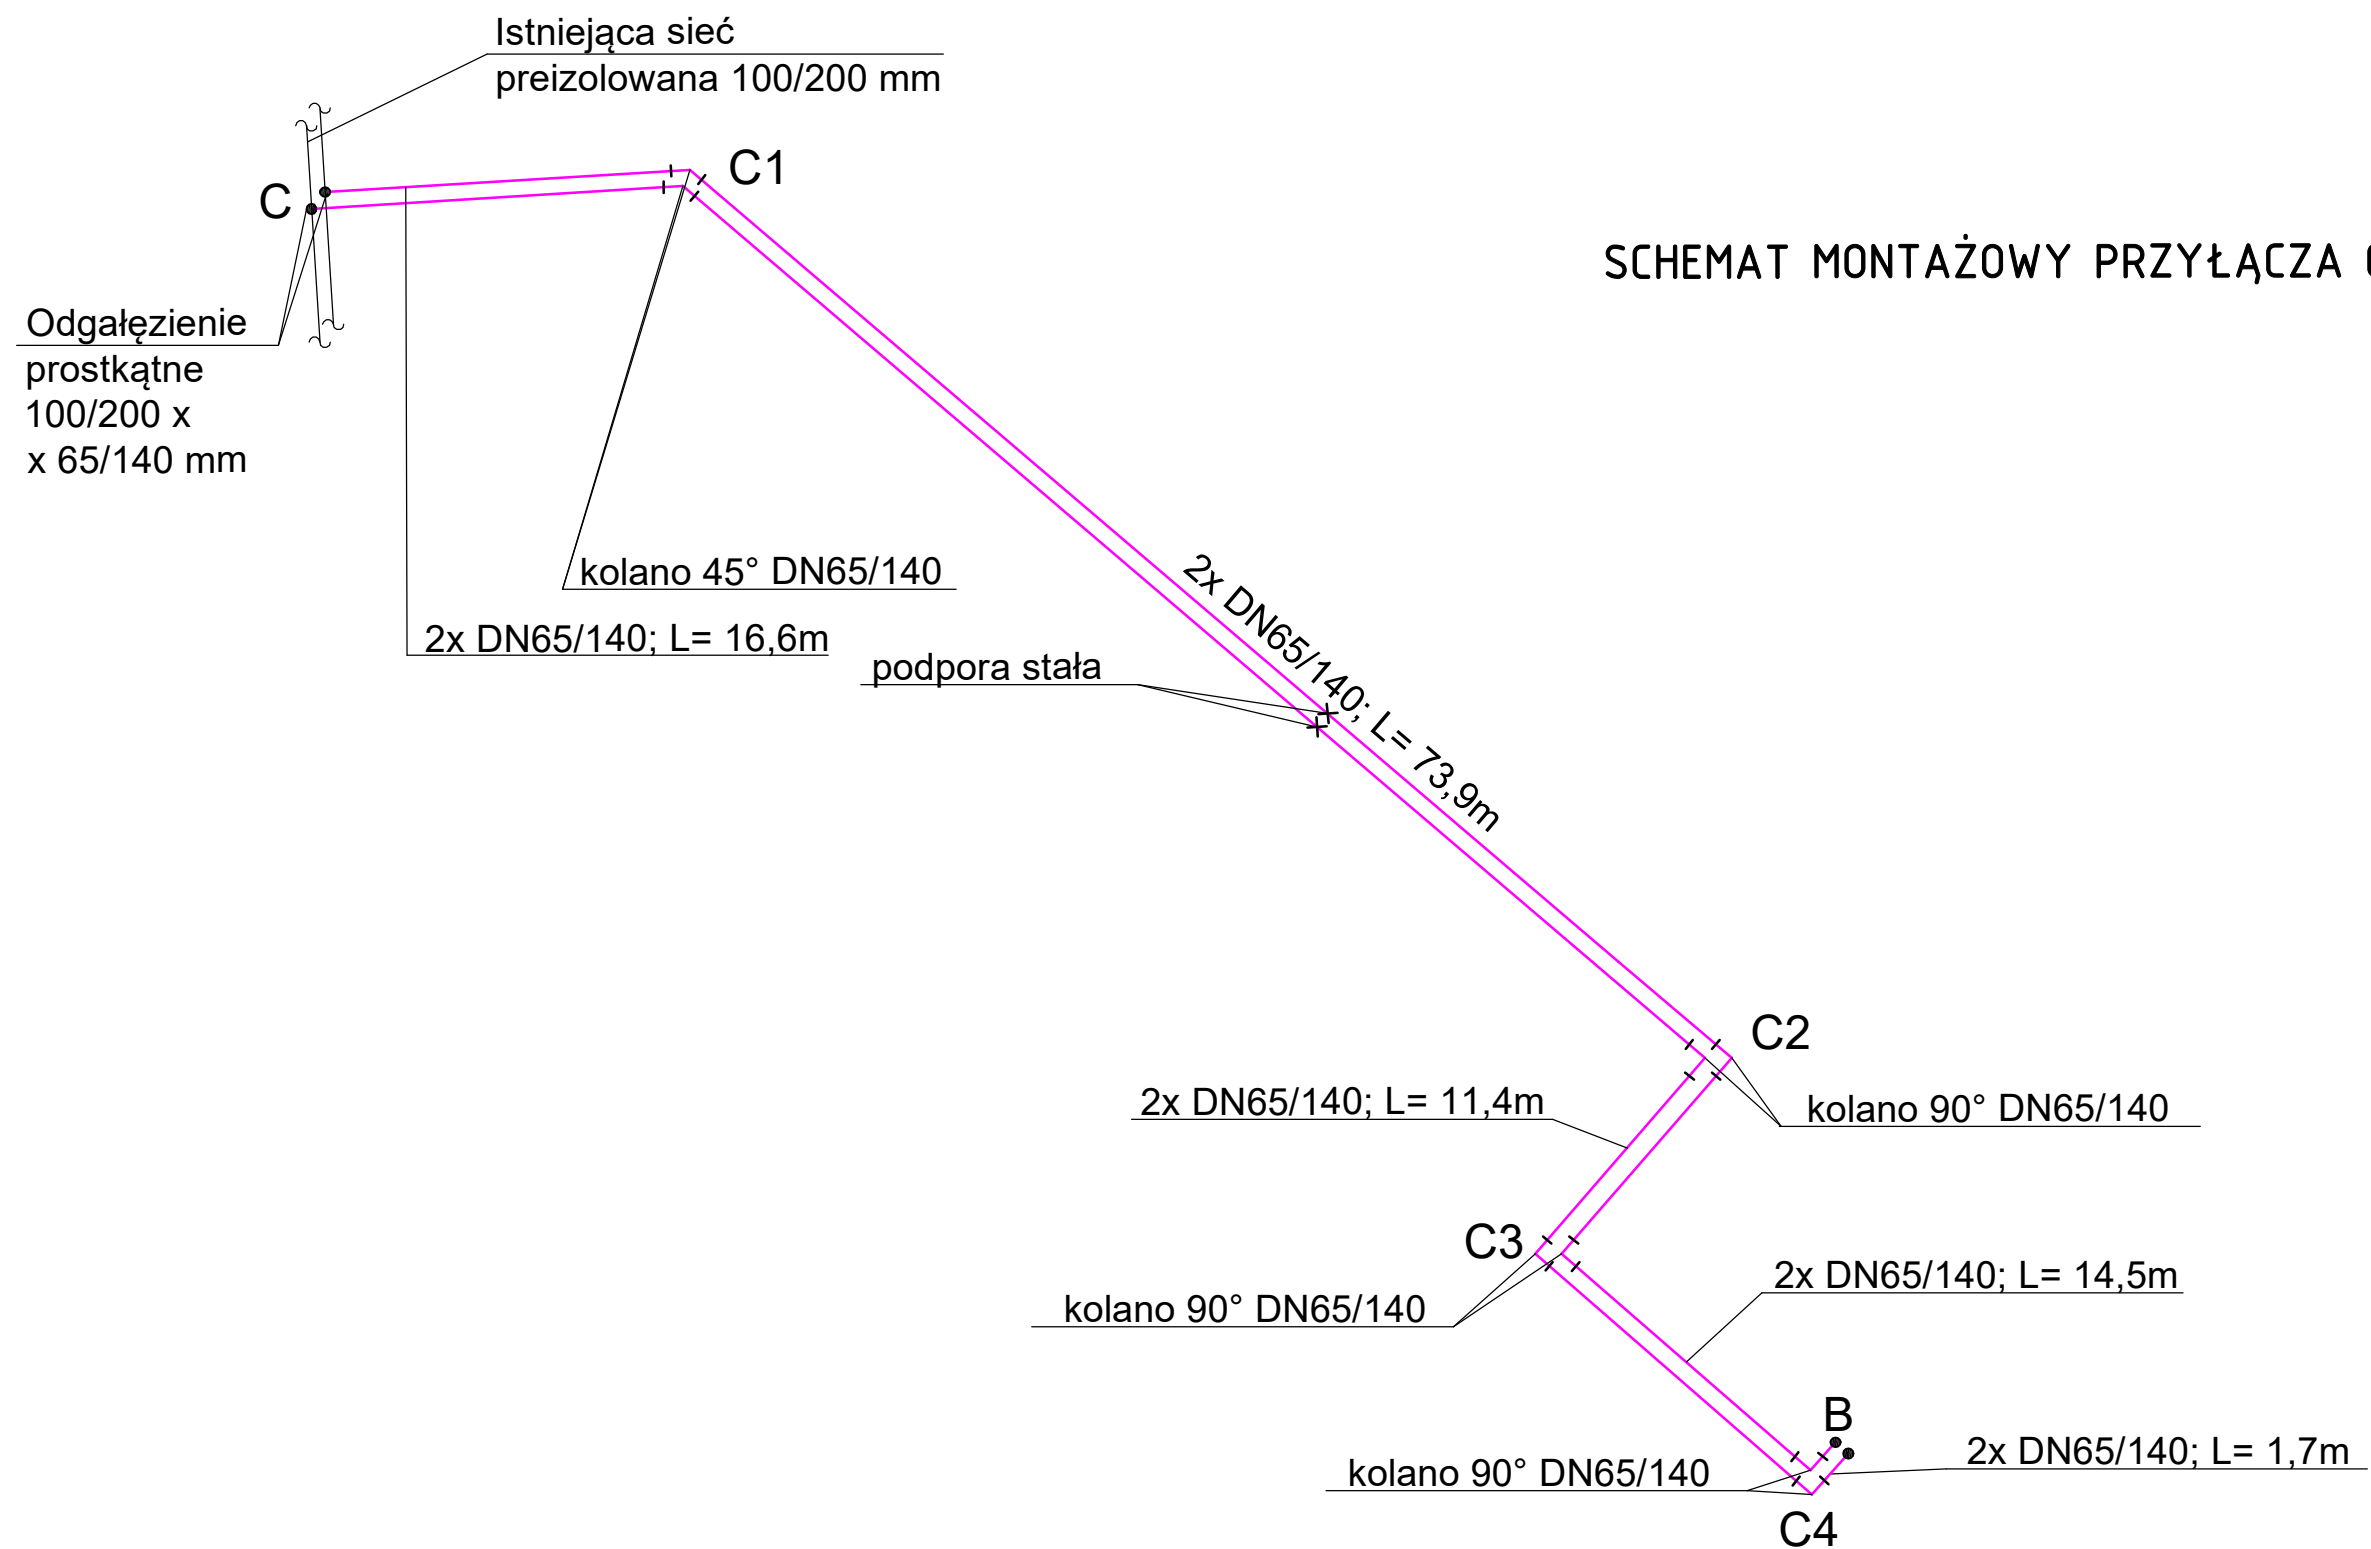 Istniejąca sieć
preizolowana 100/200 mm
C1
C
SCHEMAT MONTAŻOWY PRZYŁĄCZA
Odgałęzienie
prostkątne
100/200 x
x 65/140 mm
kolano 45° DN65/140
2x DN65/140; L= 16,6m
podpora stała
2x DN65/140; L= 73,9m
C2
2x DN65/140; L= 11,4m
kolano 90° DN65/140
C3
2x DN65/140; L= 14,5m
kolano 90° DN65/140
B
2x DN65/140; L= 1,7m
kolano 90° DN65/140
C4